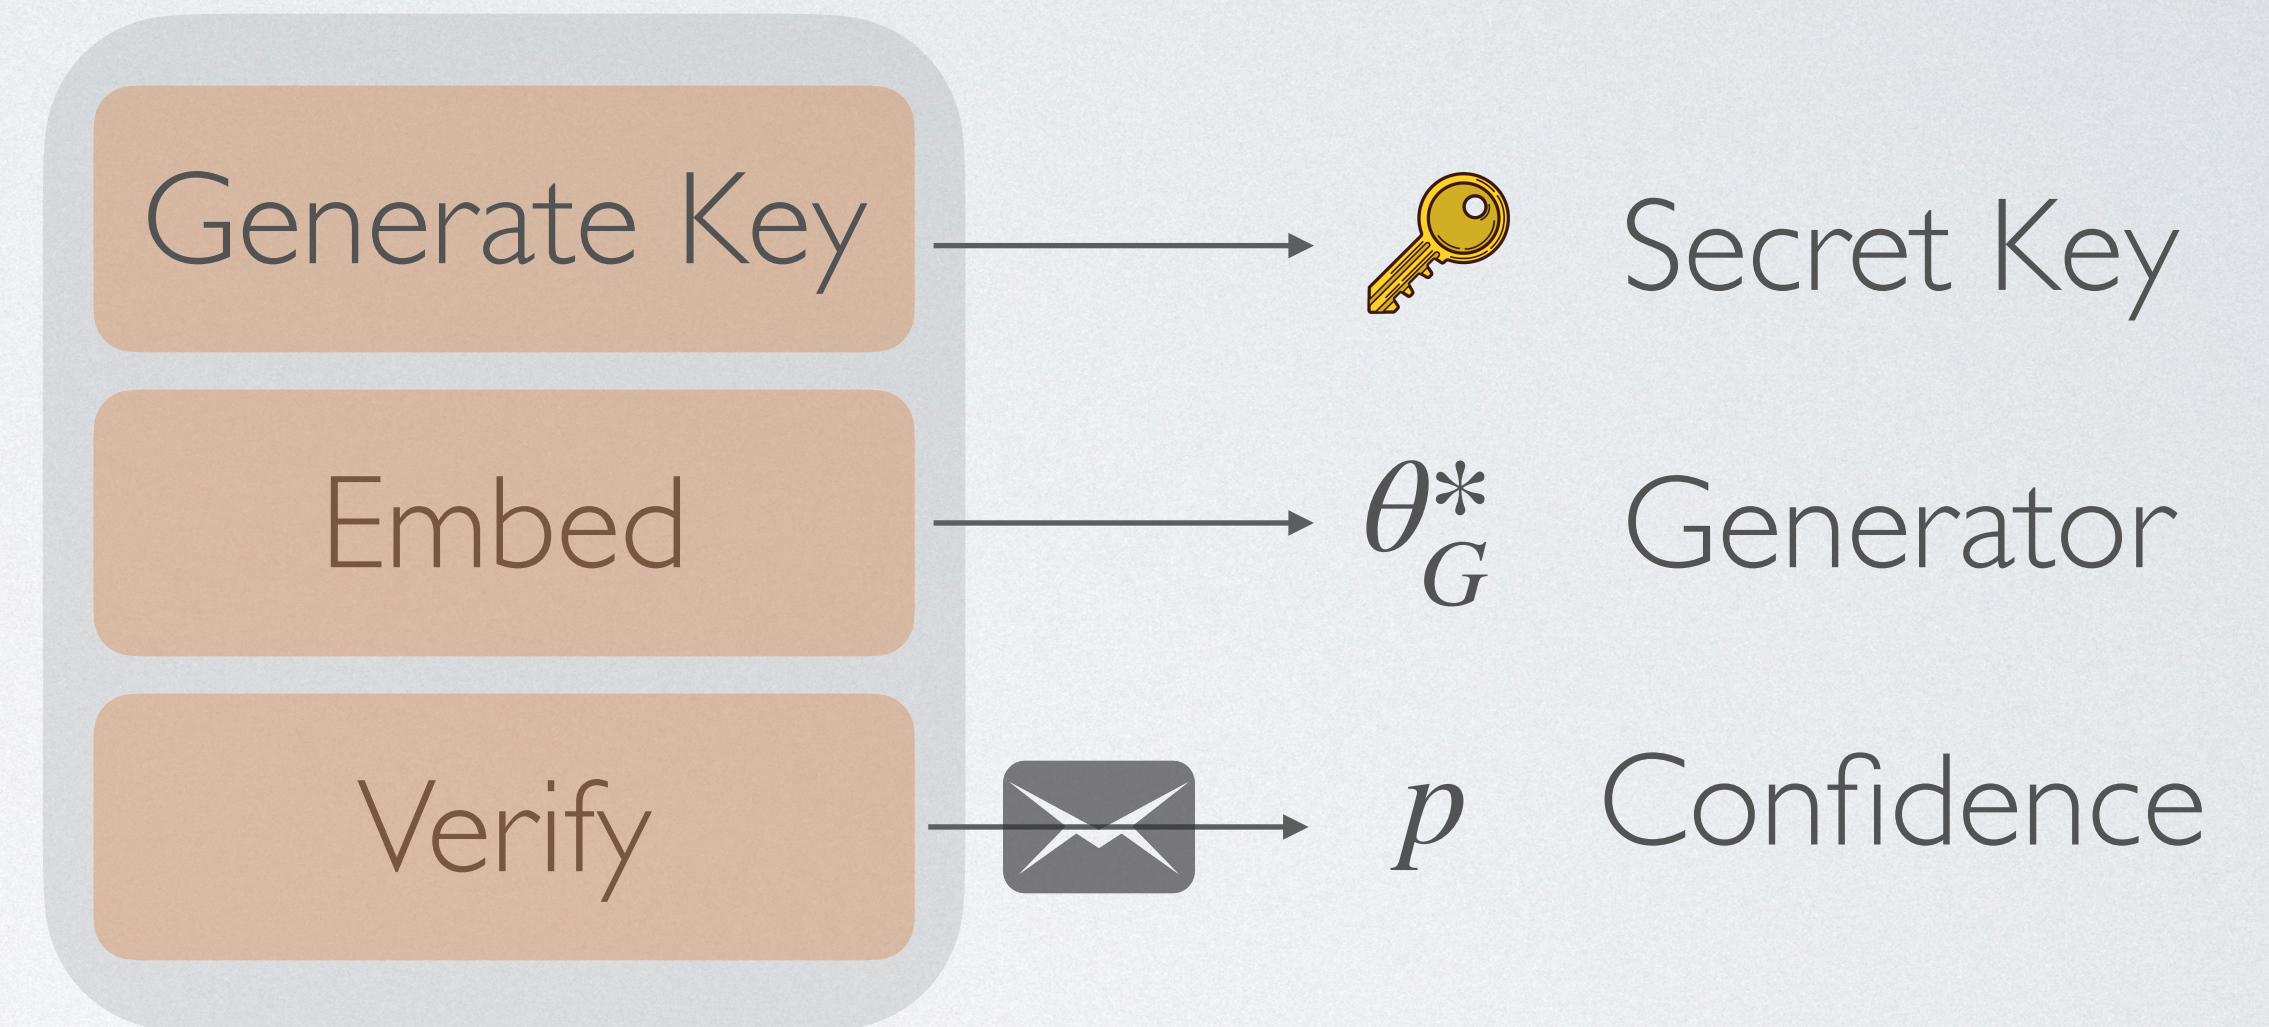 Generate Key
Secret Key
Embed
θ*G
Generator
Verify
p
Confidence